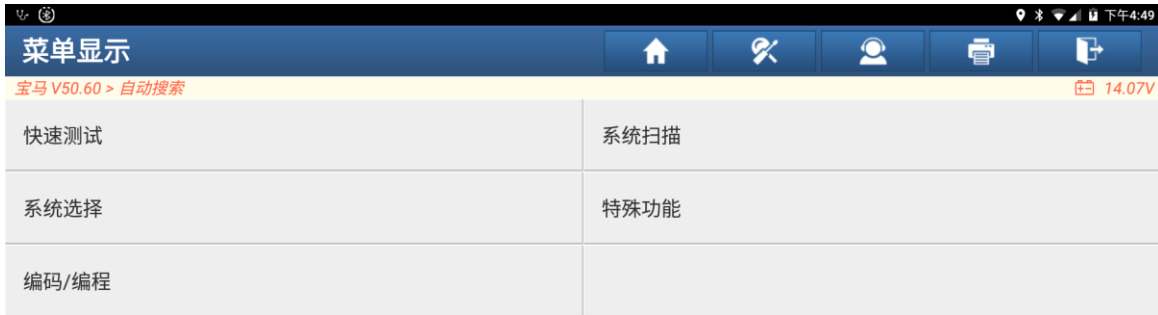 下午4:49
菜单显示
宝马 V50.60 > 自动搜索
14.07V
快速测试
系统扫描
系统选择
特殊功能
编码/编程